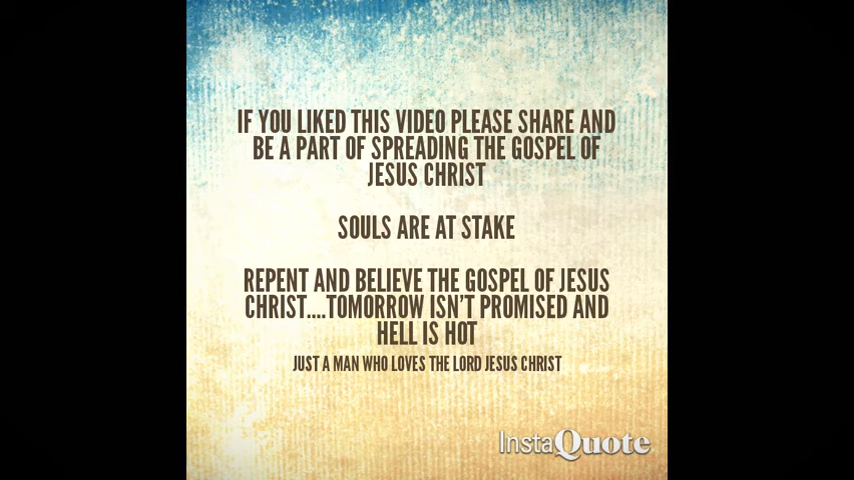 IF YOU LIKED THIS VIDEO PLEASE SHARE AND
BE A PART OF SPREADING THE GOSPEL OF
JESUS CHRIST
SOULS ARE AT STAKE
REPENT AND BELIEVE THE GOSPEL OF JESUS
CHRIST....TOMORROW ISN'T PROMISED AND
HELL IS HOT
JUST A MAN WHO LOVES THE LORD JESUS CHRIST
InstaQuote